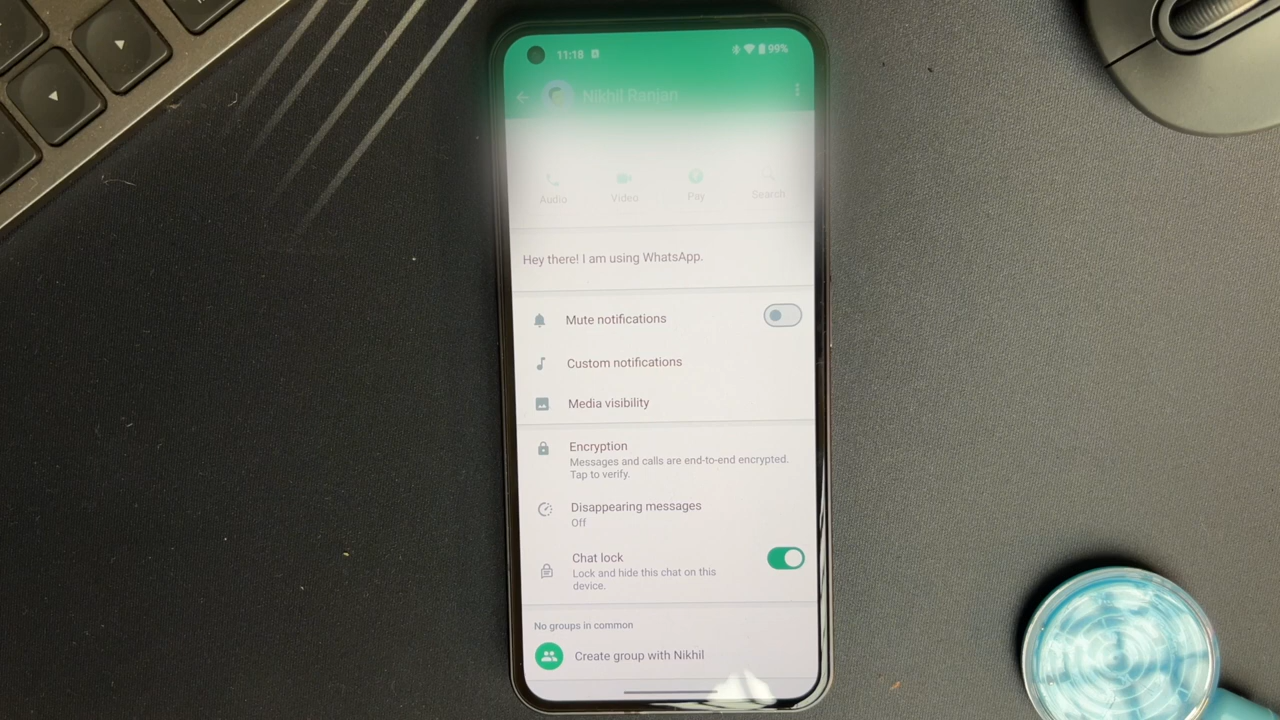 11:18 99%
Nikhil Ranjan
Audio Video Pay Search
Hey there! I am using WhatsApp.
Mute notifications
Custom notifications
Media visibility
Encryption
Messages and calls are end-to-end encrypted.
Tap to verify.
Disappearing messages
Off
Chat lock
Lock and hide this chat on this
device.
No groups in common
Create group with Nikhil